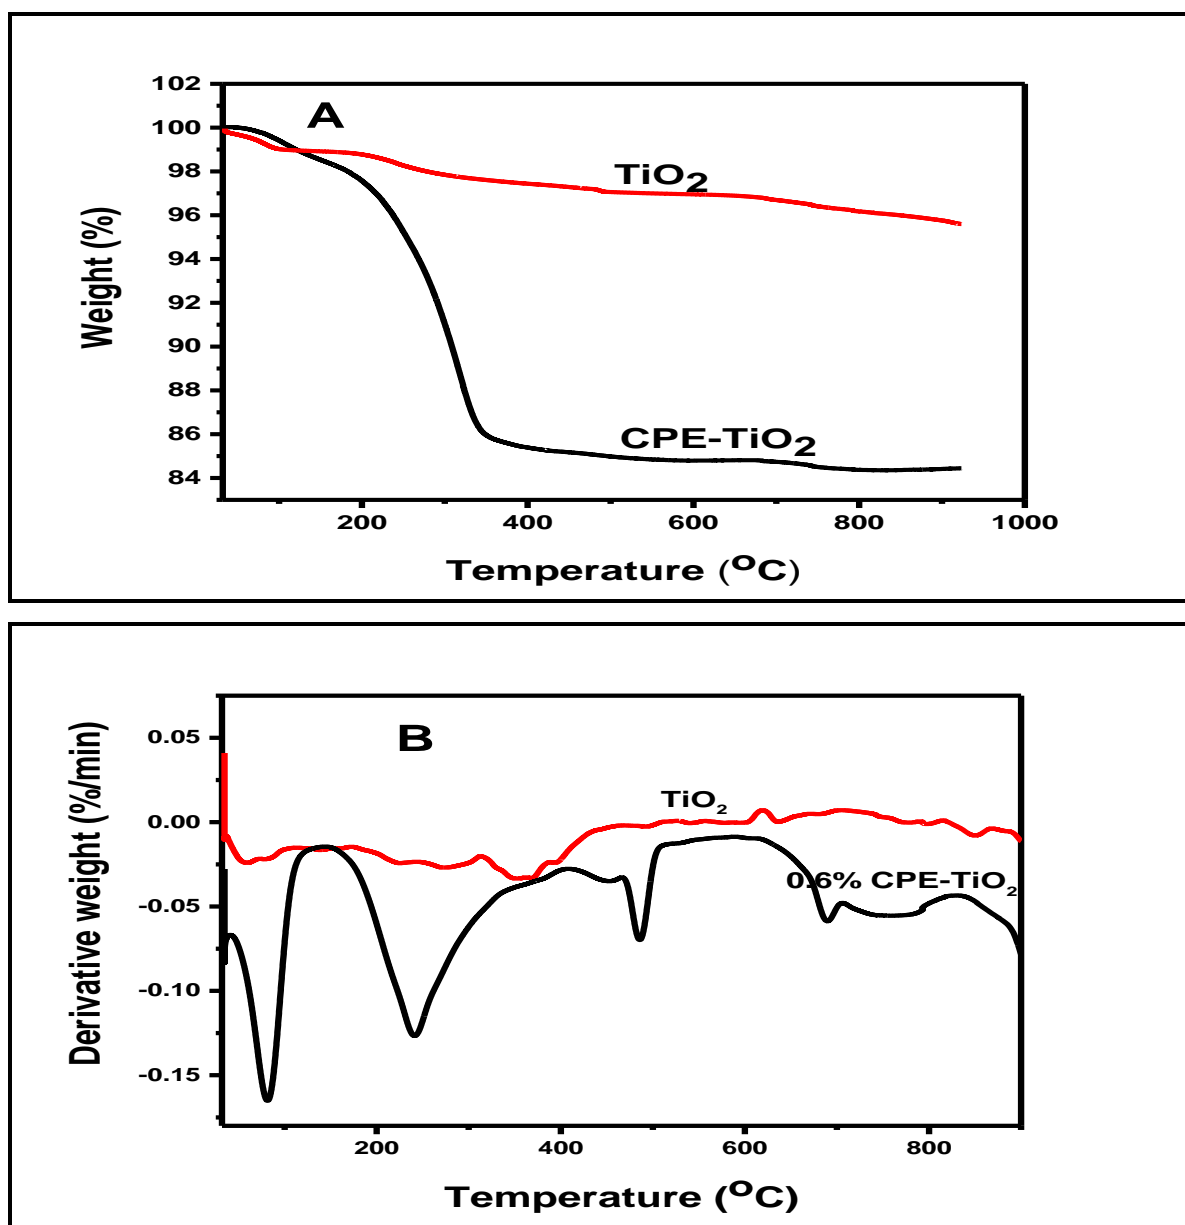 A
102
100
98
96
94
92
90
88
86
84
Weight (%)
TiO2
CPE-TiO2
200 400 600 800 1000
Temperature (OC)
B
0.05
0.00
-0.05
-0.10
-0.15
Derivative weight (%/min)
TiO2
0.6% CPE-TiO2
200 400 600 800
Temperature (OC)